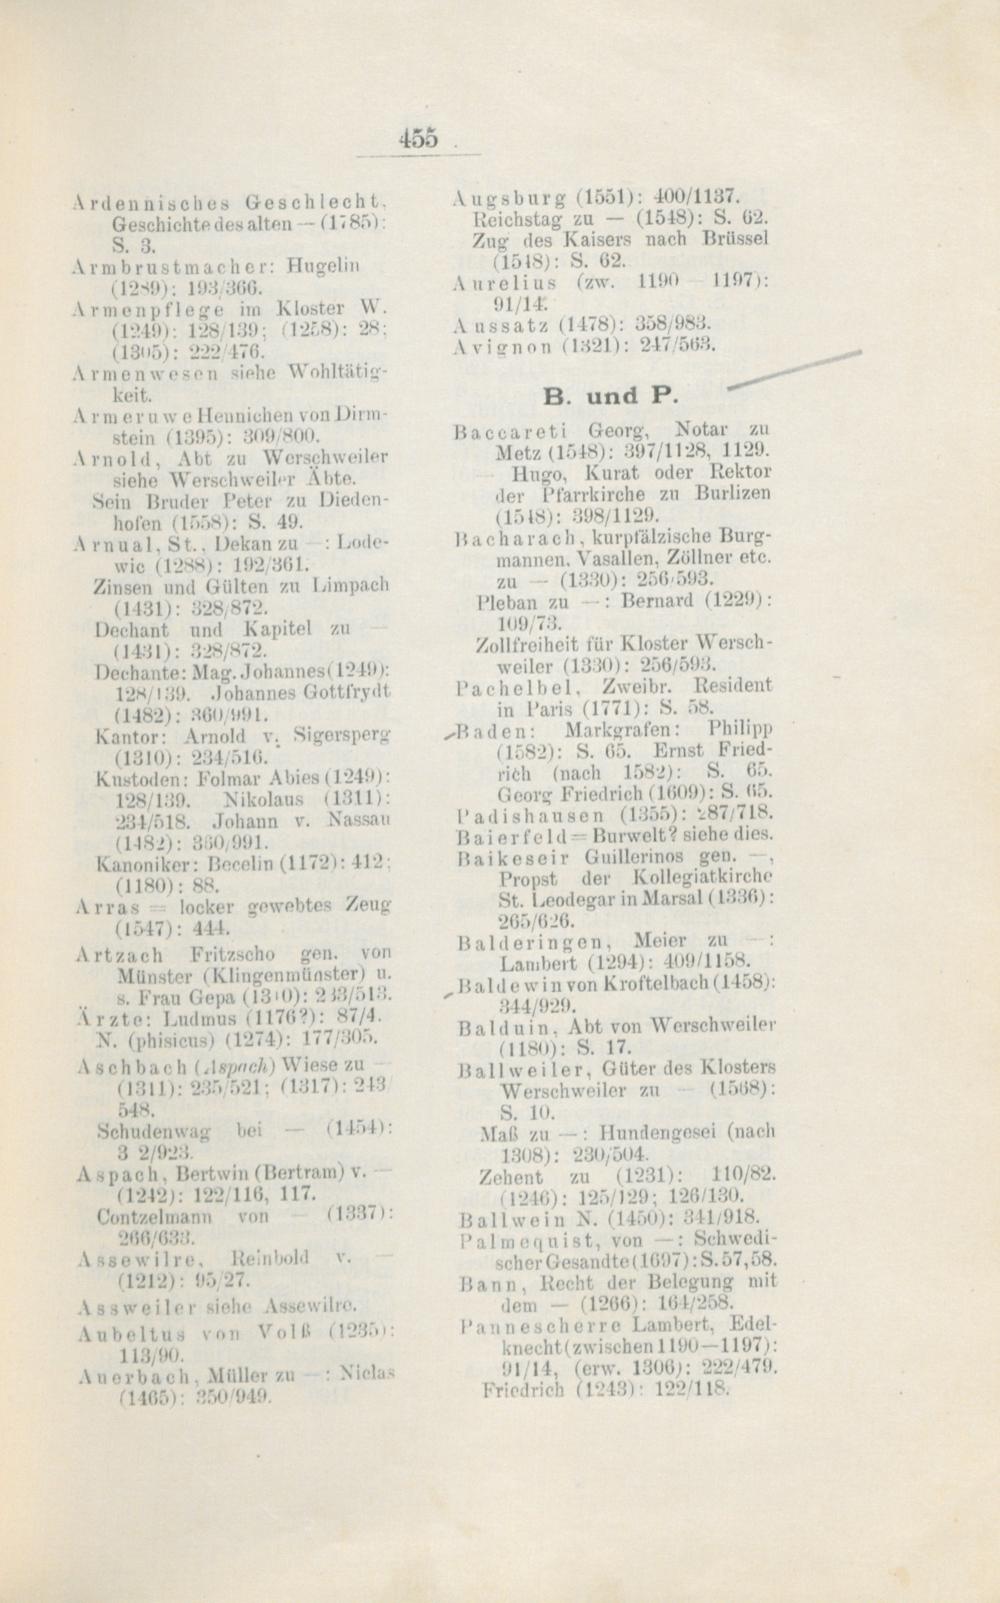 455
Ardennisches Geschlecht,
Geschichte des alten — (1785):
S. 3.
Armbrustmacher: Hugelin
(1289): 193/366.
Armenpflege im Kloster W.
(1249): 128/139; (1258): 28;
(1305): 222/476.
Armenwesen siehe Wohltätig-
keit.
Armeruwe Hennichen von Dirm-
stein (1395): 309/800.
Arnold, Abt zu Werschweiler
siehe Werschweiler Äbte.
Sein Bruder Peter zu Dieden-
hofen (1558): S. 49.
Arnual, St., Dekan zu —: Lode-
wic (1288): 192/361.
Zinsen und Gülten zu Limpach
(1431): 328/872.
Dechant und Kapitel zu —
(1431): 328/872.
Dechante: Mag. Johannes (1249):
128/139. Johannes Gottfrydt
(1482): 360/991.
Kantor: Arnold v. Sigersperg
(1310): 234/516.
Kustoden: Folmar Abies (1249):
128/139. Nikolaus (1311):
234/518. Johann v. Nassau
(1482): 360/991.
Kanoniker: Becelin (1172): 412;
(1180): 88.
Arras = locker gewebtes Zeug
(1547): 444.
Artzach Fritzscho gen. von
Münster (Klingenmünster) u.
s. Frau Gepa (1310): 233/513.
Ärzte: Ludmus (1176?): 87/4.
N. (phisicus) (1274): 177/305.
Aschbach (Aspach) Wiese zu —
(1311): 235/521; (1317): 243/
548.
Schudenwag bei — (1454):
3 2/923.
Aspach, Bertwin (Bertram) v. —
(1242): 122/116, 117.
Contzelmann von — (1337):
266/633.
Assewilre, Reinbold v. —
(1212): 95/27.
Assweiler siehe Assewilre.
Aubeltus von Volß (1235):
113/90.
Auerbach, Müller zu —: Niclas
(1465): 350/949.
Augsburg (1551): 400/1137.
Reichstag zu — (1548): S. 62.
Zug des Kaisers nach Brüssel
(1548): S. 62.
Aurelius (zw. 1190—1197):
91/14.
Aussatz (1478): 358/983.
Avignon (1321): 247/563.
B. und P.
Baccareti Georg, Notar zu
Metz (1548): 397/1128, 1129.
— Hugo, Kurat oder Rektor
der Pfarrkirche zu Burlizen
(1548): 398/1129.
Bacharach, kurpfälzische Burg-
mannen, Vasallen, Zöllner etc.
zu — (1330): 256/593.
Pleban zu —: Bernard (1229):
109/73.
Zollfreiheit für Kloster Wersch-
weiler (1330): 256/593.
Pachelbel, Zweibr. Resident
in Paris (1771): S. 58.
Baden: Markgrafen: Philipp
(1582): S. 65. Ernst Fried-
rich (nach 1582): S. 65.
Georg Friedrich (1609): S. 65.
Padishausen (1355): 287/718.
Baierfeld = Burwelt? siehe dies.
Baikeseir Guillerinos gen. —,
Propst der Kollegiatkirche
St. Leodegar in Marsal (1336):
265/626.
Balderingen, Meier zu —:
Lambert (1294): 409/1158.
Baldewin von Kroftelbach (1458):
344/929.
Balduin, Abt von Werschweiler
(1180): S. 17.
Ballweiler, Güter des Klosters
Werschweiler zu — (1568):
S. 10.
Maß zu —: Hundengesei (nach
1308): 230/504.
Zehent zu (1231): 110/82.
(1246): 125/129; 126/130.
Ballwein N. (1450): 341/918.
Palmequist, von —: Schwedi-
scher Gesandte (1697): S. 57, 58.
Bann, Recht der Belegung mit
dem — (1266): 164/258.
Pannescherre Lambert, Edel-
knecht (zwischen 1190—1197):
91/14, (erw. 1306): 222/479.
Friedrich (1243): 122/118.